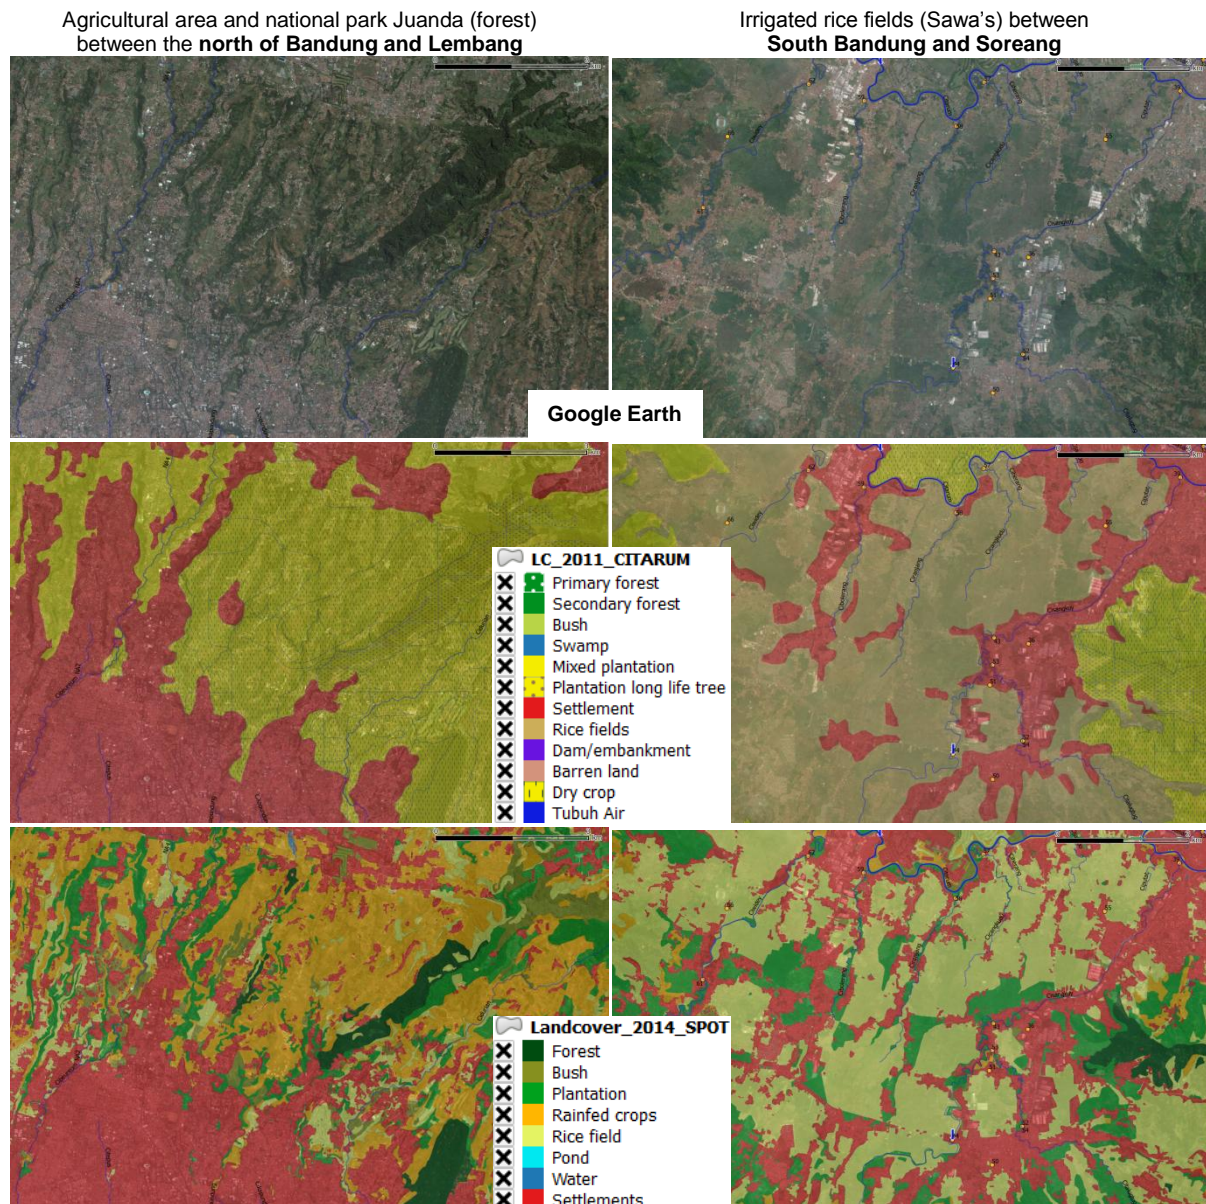 Agricultural area and national park Juanda (forest)
between the north of Bandung and Lembang
Irrigated rice fields (Sawa's) between
South Bandung and Soreang
Google Earth
LC_2011_CITARUM
Primary forest
Secondary forest
Bush
Swamp
Mixed plantation
Plantation long life tree
Settlement
Rice fields
Dam/embankment
Barren land
Dry crop
Tubuh Air
Landcover_2014_SPOT
Forest
Bush
Plantation
Rainfed crops
Rice field
Pond
Water
Settlements